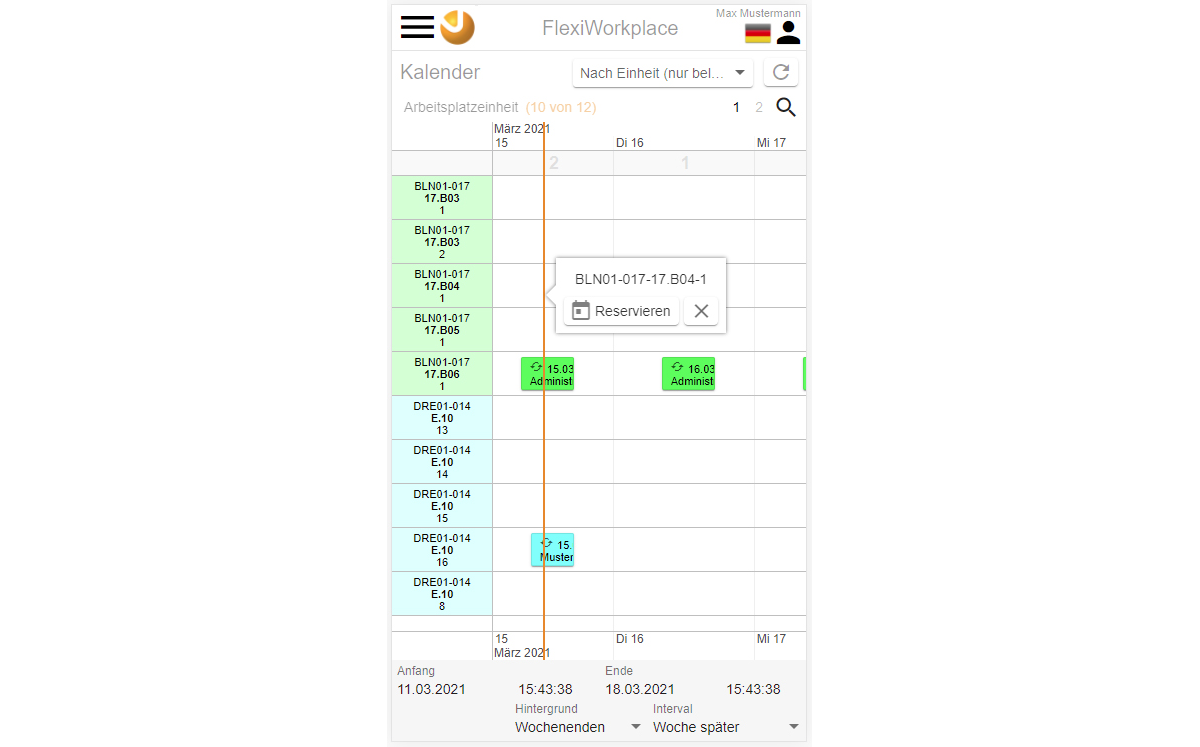 Max Mustermann
FlexiWorkplace
Kalender
Nach Einheit (nur bel...
Arbeitsplatzeinheit (10 von 12) 1 2
März 2021
15 Di 16 Mi 17
2 1
BLN01-017
17.B03
1
BLN01-017
17.B03
2
BLN01-017
17.B04
1
BLN01-017-17.B04-1
Reservieren
BLN01-017
17.B05
1
BLN01-017
17.B06
1
15.03
Administ
16.03
Administ
DRE01-014
E.10
13
DRE01-014
E.10
14
DRE01-014
E.10
15
DRE01-014
E.10
16
15.
Muster
DRE01-014
E.10
8
15 Di 16 Mi 17
März 2021
Anfang Ende
11.03.2021 15:43:38 18.03.2021 15:43:38
Hintergrund Interval
Wochenenden Woche später